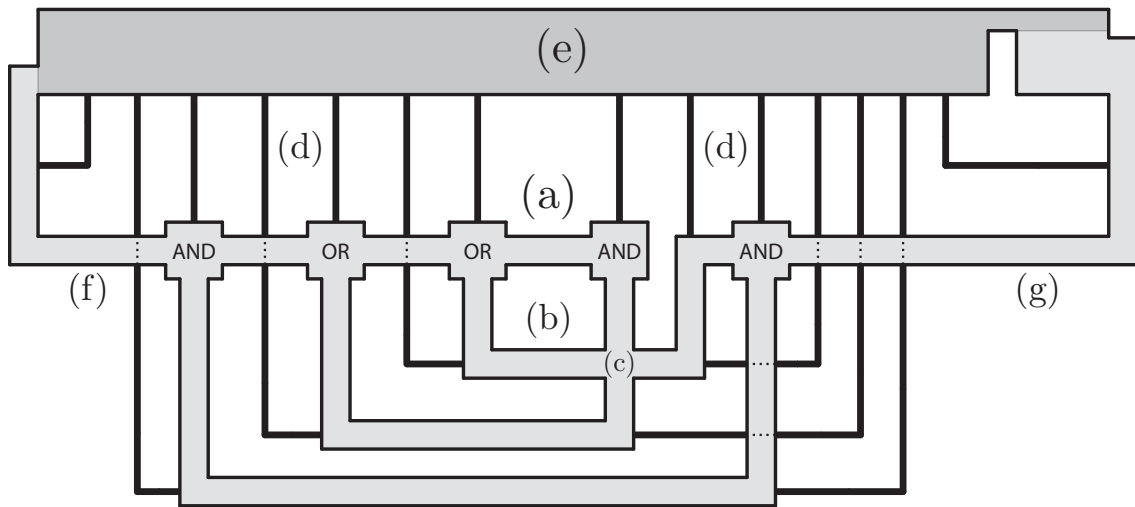 (e)
(d) (d)
(a)
AND OR OR AND AND
(f) (g)
(b)
(c)